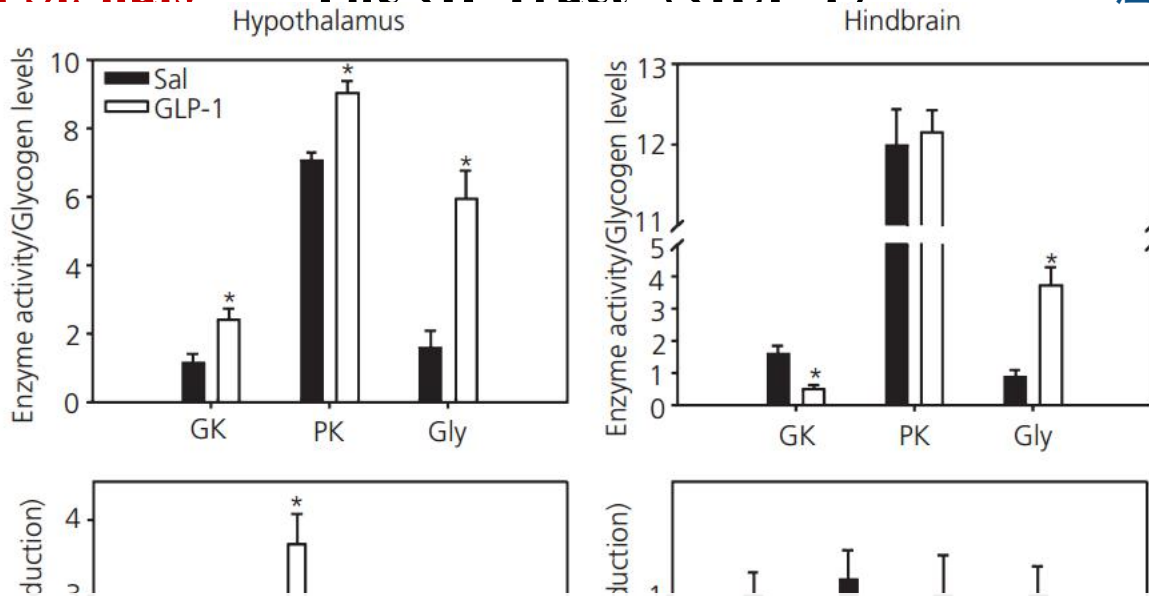 Hypothalamus
Enzyme activity/Glycogen levels
10
8
6
4
2
0
Sal
GLP-1
*
*
*
GK PK Gly
Hindbrain
Enzyme activity/Glycogen levels
13
12
11
5
4
3
2
1
0
*
*
GK PK Gly
duction)
4
3
*
duction)
1